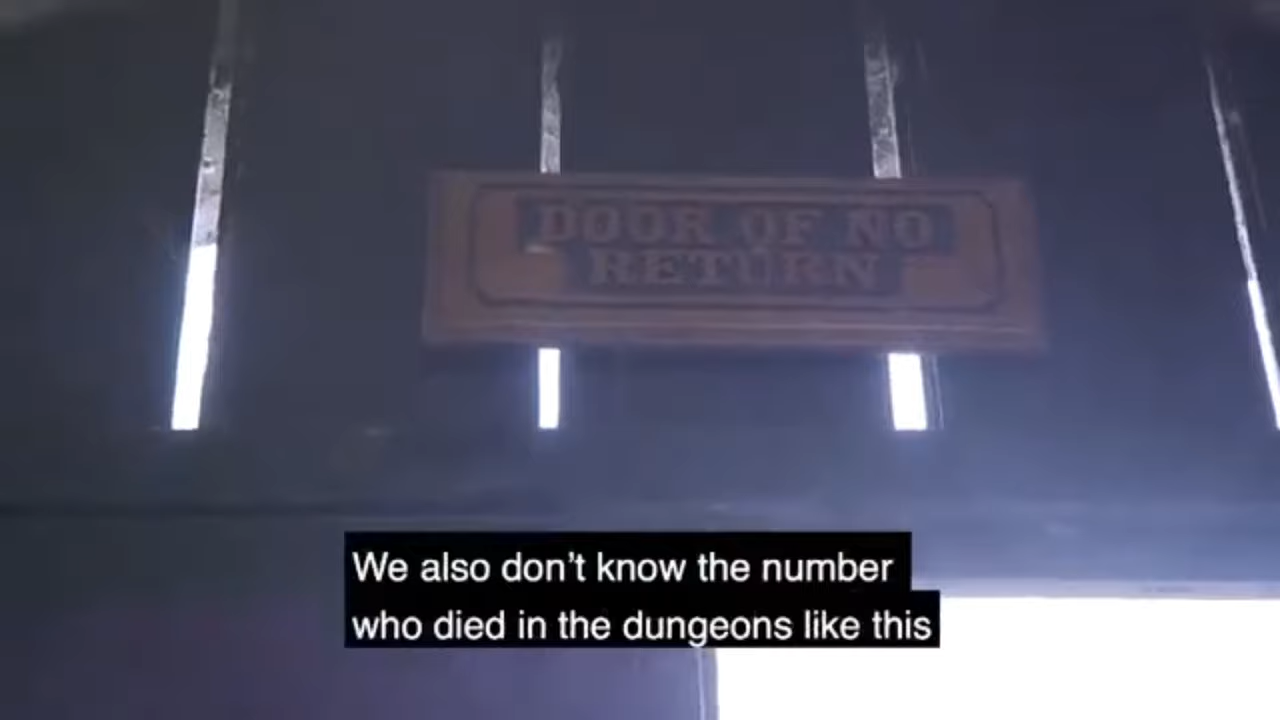 DOOR OF NO
RETURN
We also don't know the number
who died in the dungeons like this